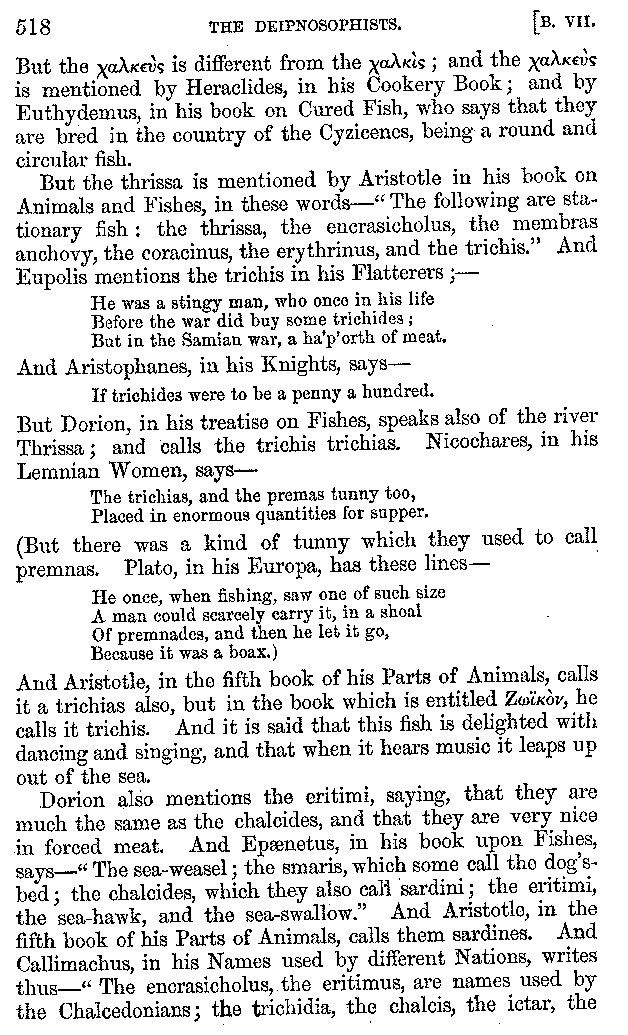 518 THE DEIPNOSOPHISTS. [B. VII.
But the χαλκεὺς is different from the χαλκὶς ; and the χαλκεὺς
is mentioned by Heraclides, in his Cookery Book ; and by
Euthydemus, in his book on Cured Fish, who says that they
are bred in the country of the Cyzicenes, being a round and
circular fish.
But the thrissa is mentioned by Aristotle in his book on
Animals and Fishes, in these words—“ The following are sta-
tionary fish : the thrissa, the encrasicholus, the membras
anchovy, the coracinus, the erythrinus, and the trichis.” And
Eupolis mentions the trichis in his Flatterers ;—
He was a stingy man, who once in his life
Before the war did buy some trichides ;
But in the Samian war, a ha’p’orth of meat.
And Aristophanes, in his Knights, says—
If trichides were to be a penny a hundred.
But Dorion, in his treatise on Fishes, speaks also of the river
Thrissa ; and calls the trichis trichias. Nicochares, in his
Lemnian Women, says—
The trichias, and the premas tunny too,
Placed in enormous quantities for supper.
(But there was a kind of tunny which they used to call
premnas. Plato, in his Europa, has these lines—
He once, when fishing, saw one of such size
A man could scarcely carry it, in a shoal
Of premnades, and then he let it go,
Because it was a boax.)
And Aristotle, in the fifth book of his Parts of Animals, calls
it a trichias also, but in the book which is entitled Ζωϊκὸν, he
calls it trichis. And it is said that this fish is delighted with
dancing and singing, and that when it hears music it leaps up
out of the sea.
Dorion also mentions the eritimi, saying, that they are
much the same as the chalcides, and that they are very nice
in forced meat. And Epænetus, in his book upon Fishes,
says—“ The sea-weasel ; the smaris, which some call the dog’s-
bed ; the chalcides, which they also call sardini ; the eritimi,
the sea-hawk, and the sea-swallow.” And Aristotle, in the
fifth book of his Parts of Animals, calls them sardines. And
Callimachus, in his Names used by different Nations, writes
thus—“ The encrasicholus, the eritimus, are names used by
the Chalcedonians ; the trichidia, the chalcis, the ictar, the